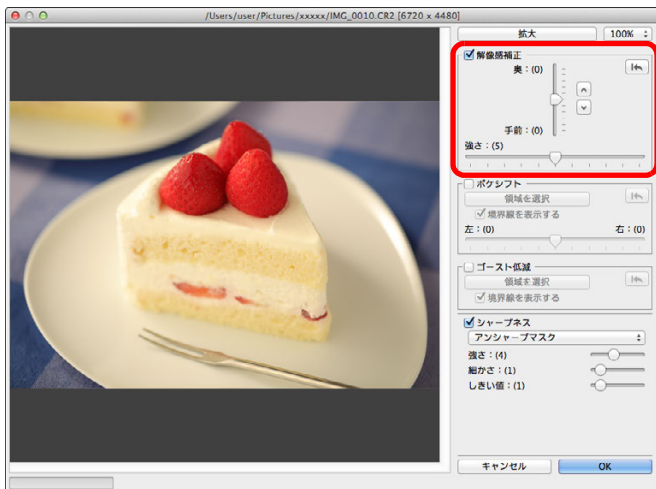 /Users/user/Pictures/xxxxx/IMG_0010.CR2 [6720 x 4480]
拡大
100%
解像感補正
奥：(0)
手前：(0)
強さ：(5)
ボケシフト
領域を選択
境界線を表示する
左：(0) 右：(0)
ゴースト低減
領域を選択
境界線を表示する
シャープネス
アンシャープマスク
強さ：(4)
細かさ：(1)
しきい値：(1)
キャンセル
OK